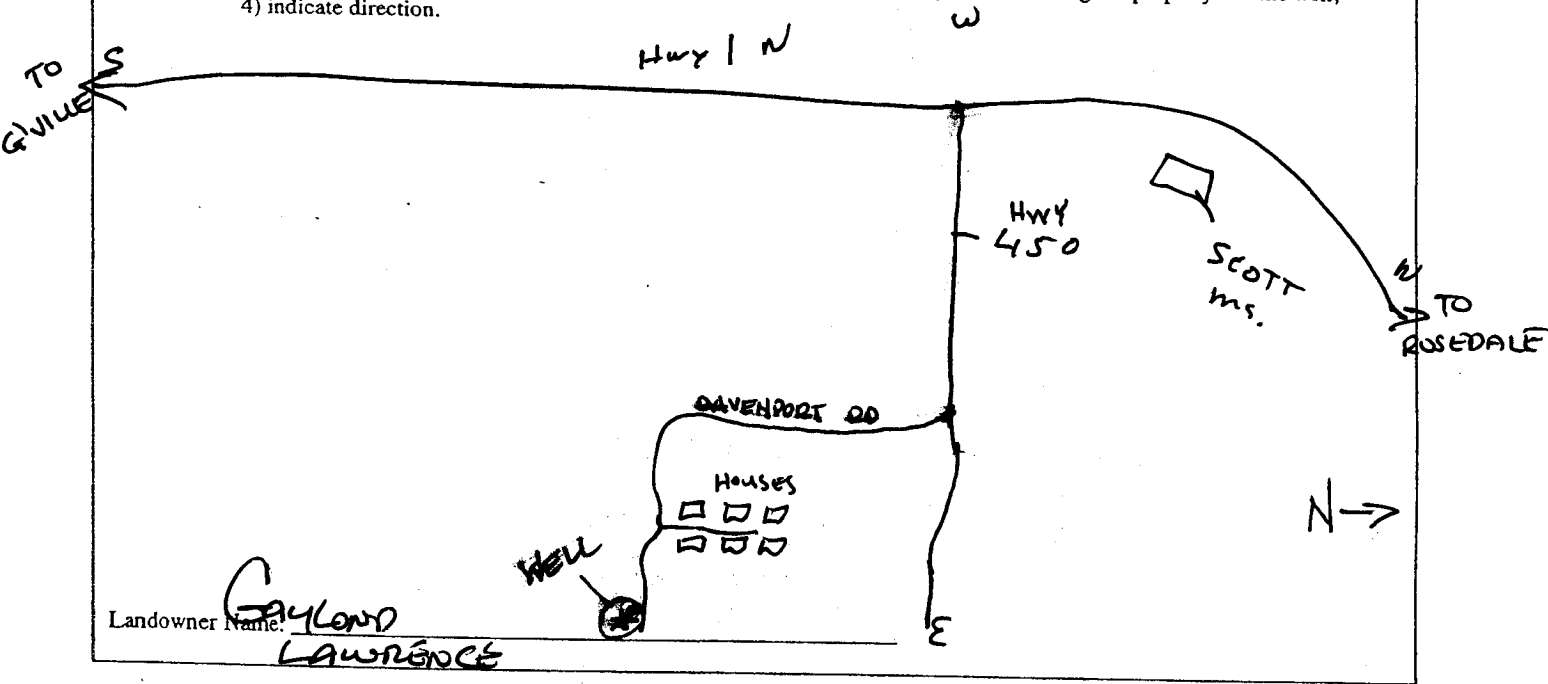 4) indicate direction.
W
Hwy 1 N
S
TO
G'VILLE
HWY
450
SCOTT
ms.
N
TO
ROSEDALE
DAVENPORT RD
HOUSES
N→
WELL
Landowner Name: GAYLOND
LAWRENCE
E